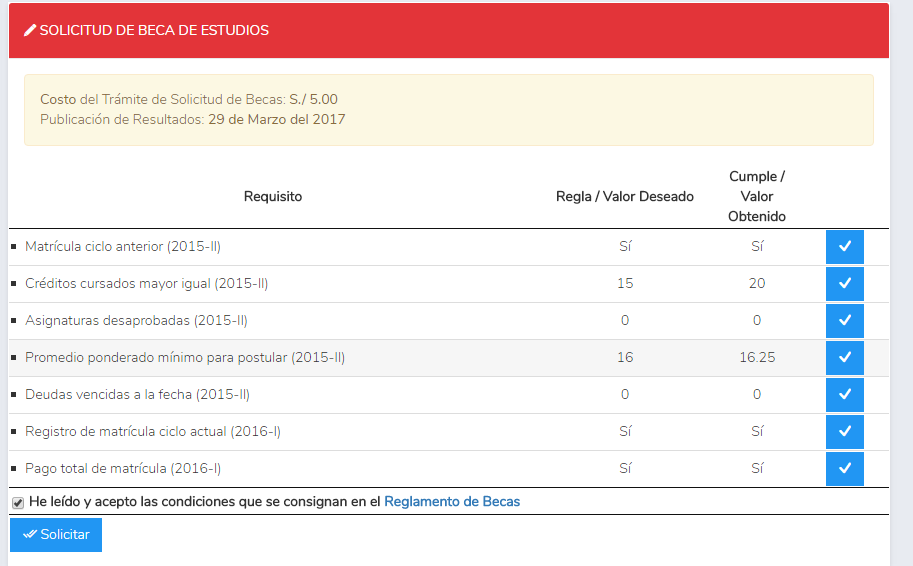 SOLICITUD DE BECA DE ESTUDIOS
Costo del Trámite de Solicitud de Becas: S./ 5.00
Publicación de Resultados: 29 de Marzo del 2017
Requisito Regla / Valor Deseado Cumple /
Valor
Obtenido
Matrícula ciclo anterior (2015-II) Sí Sí
Créditos cursados mayor igual (2015-II) 15 20
Asignaturas desaprobadas (2015-II) 0 0
Promedio ponderado mínimo para postular (2015-II) 16 16.25
Deudas vencidas a la fecha (2015-II) 0 0
Registro de matrícula ciclo actual (2016-I) Sí Sí
Pago total de matrícula (2016-I) Sí Sí
He leído y acepto las condiciones que se consignan en el Reglamento de Becas
Solicitar